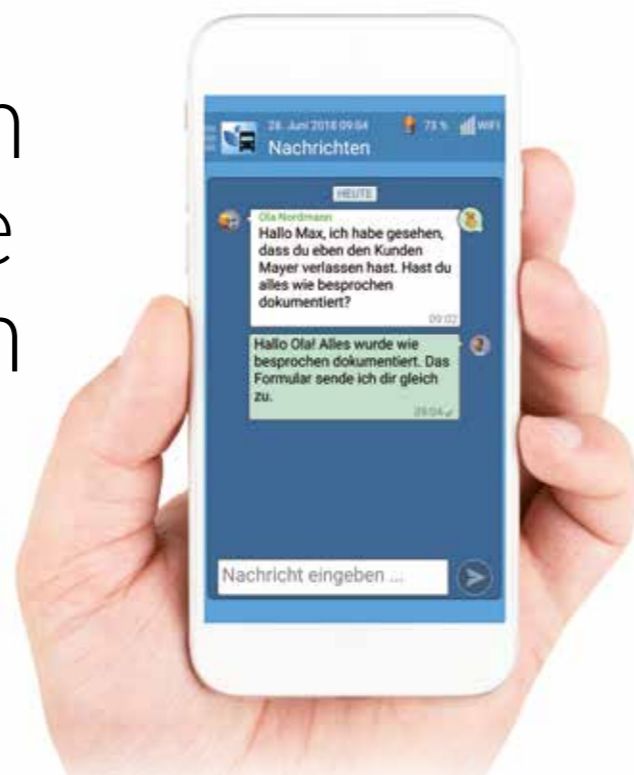 n
e
n
28. Juni 2018 09:04 73 % WIFI
Nachrichten
HEUTE
Ola Nordmann
Hallo Max, ich habe gesehen,
dass du eben den Kunden
Mayer verlassen hast. Hast du
alles wie besprochen
dokumentiert?
09:02
Hallo Ola! Alles wurde wie
besprochen dokumentiert. Das
Formular sende ich dir gleich
zu.
09:04
Nachricht eingeben ...